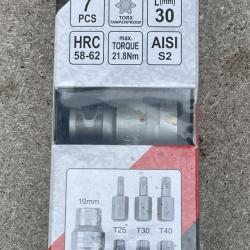 7
PCS
TORX
TAMPERPROOF
L(mm)
30
HRC
58-62
max.
TORQUE
21.8Nm
AISI
S2
10mm
T25
T30
T40